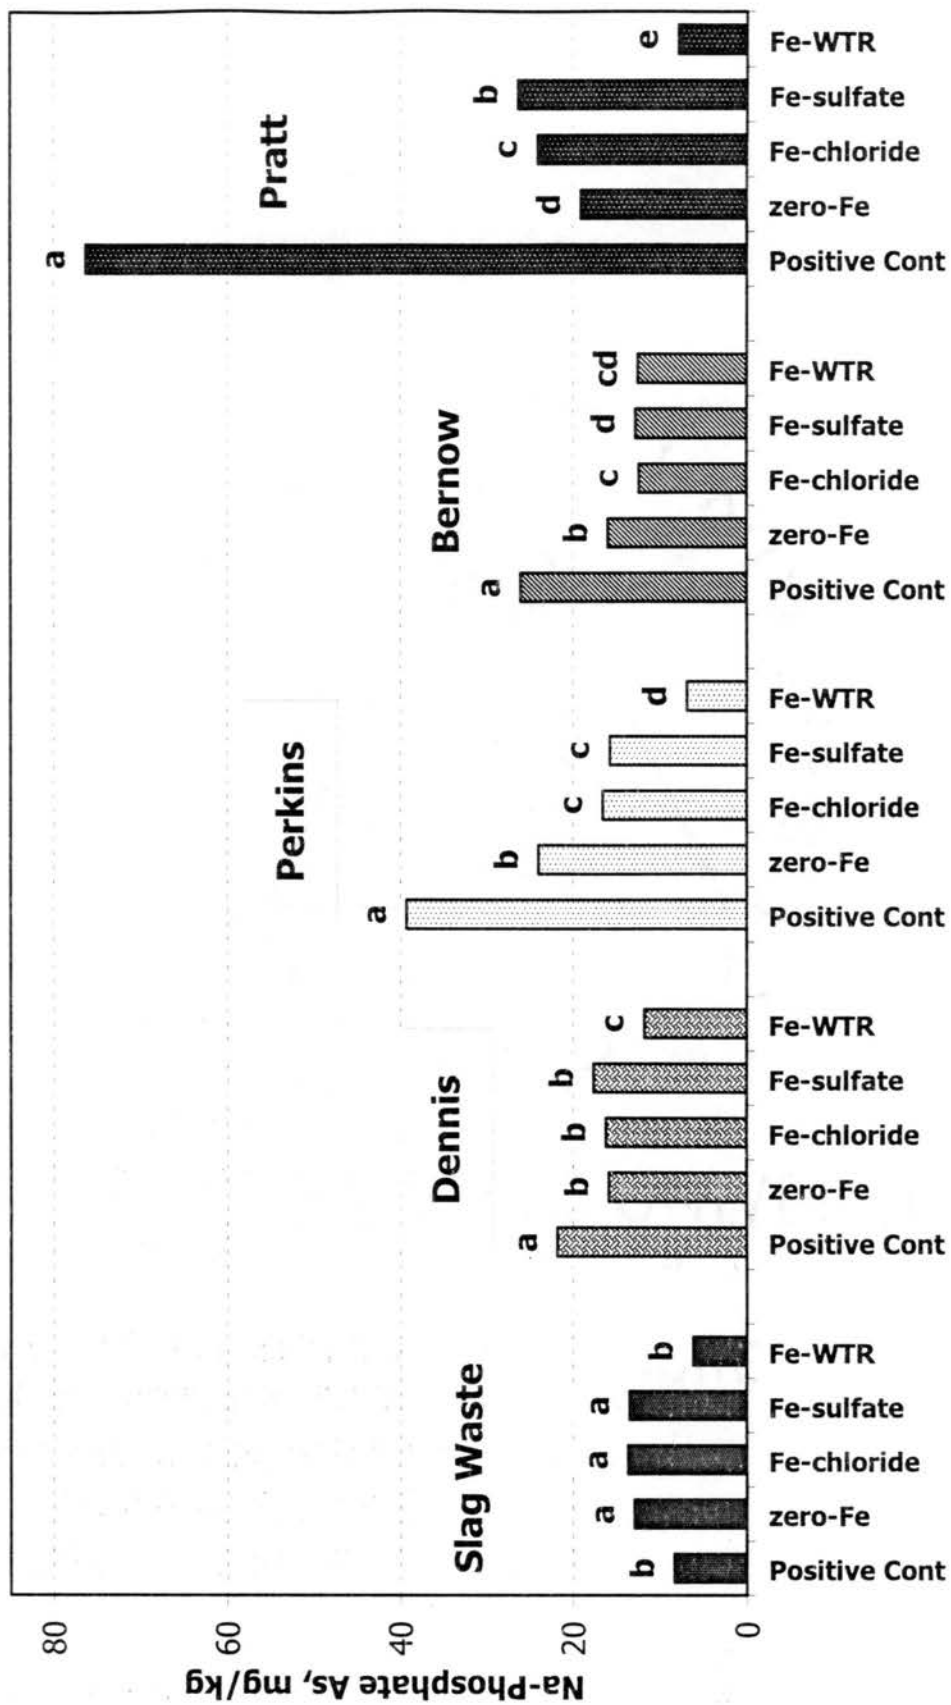 Na-Phosphate As, mg/kg
80
60
40
20
0
Slag Waste
b
a
a
a
b
Positive Cont
zero-Fe
Fe-chloride
Fe-sulfate
Fe-WTR
Dennis
a
b
b
b
c
Positive Cont
zero-Fe
Fe-chloride
Fe-sulfate
Fe-WTR
Perkins
a
b
c
c
d
Positive Cont
zero-Fe
Fe-chloride
Fe-sulfate
Fe-WTR
Bernow
a
b
c
d
cd
Positive Cont
zero-Fe
Fe-chloride
Fe-sulfate
Fe-WTR
Pratt
a
d
c
b
e
Positive Cont
zero-Fe
Fe-chloride
Fe-sulfate
Fe-WTR